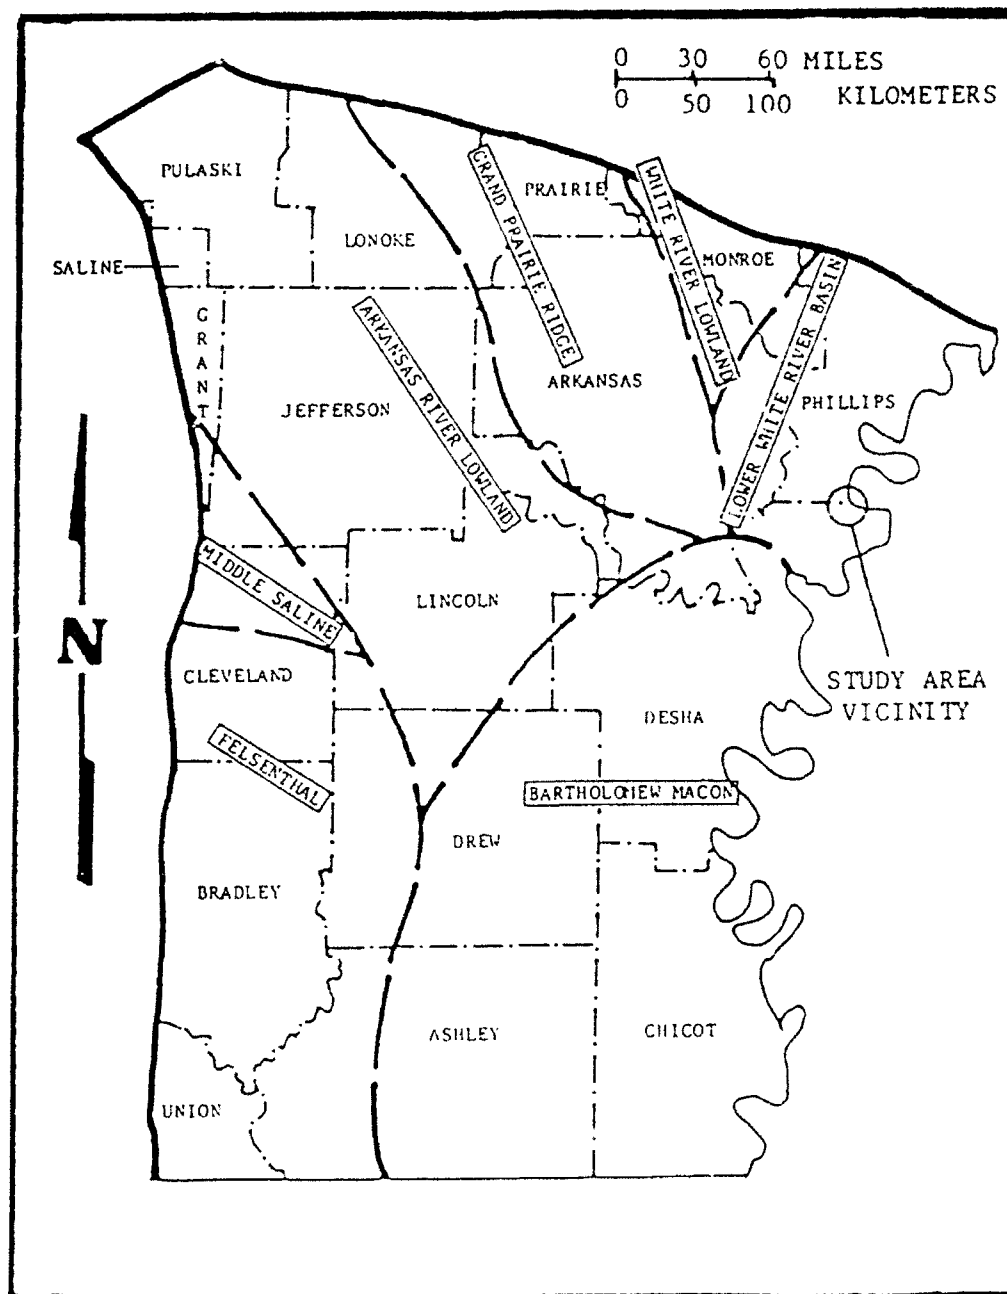 0 30 60 MILES
0 50 100 KILOMETERS
PULASKI
PRAIRIE
GRAND PRAIRIE RIDGE
WHITE RIVER LOWLAND
LONOKE
MONROE
SALINE
LOWER WHITE RIVER BASIN
GRANT
ARKANSAS RIVER LOWLAND
ARKANSAS
JEFFERSON
PHILLIPS
MIDDLE SALINE
LINCOLN
N
CLEVELAND
STUDY AREA
VICINITY
DESHA
FELSENTHAL
BARTHOLOMEW MACON
DREW
BRADLEY
ASHLEY
CHICOT
UNION